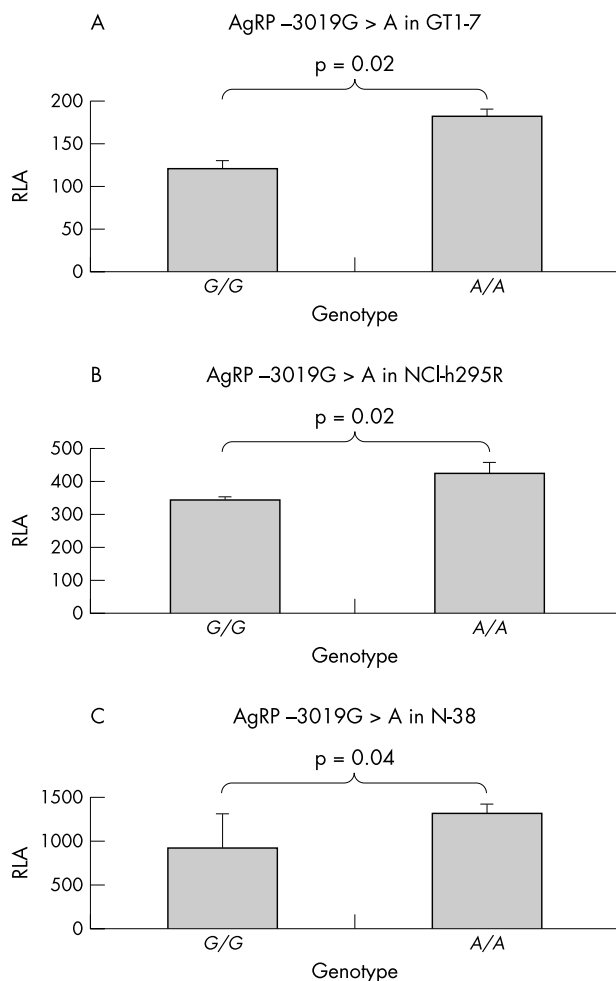 A AgRP –3019G > A in GT1-7
p = 0.02
200
150
100
50
0
RLA
G/G A/A
Genotype
B AgRP –3019G > A in NCl-h295R
p = 0.02
500
400
300
200
100
0
RLA
G/G A/A
Genotype
C AgRP –3019G > A in N-38
p = 0.04
1500
1000
500
0
RLA
G/G A/A
Genotype